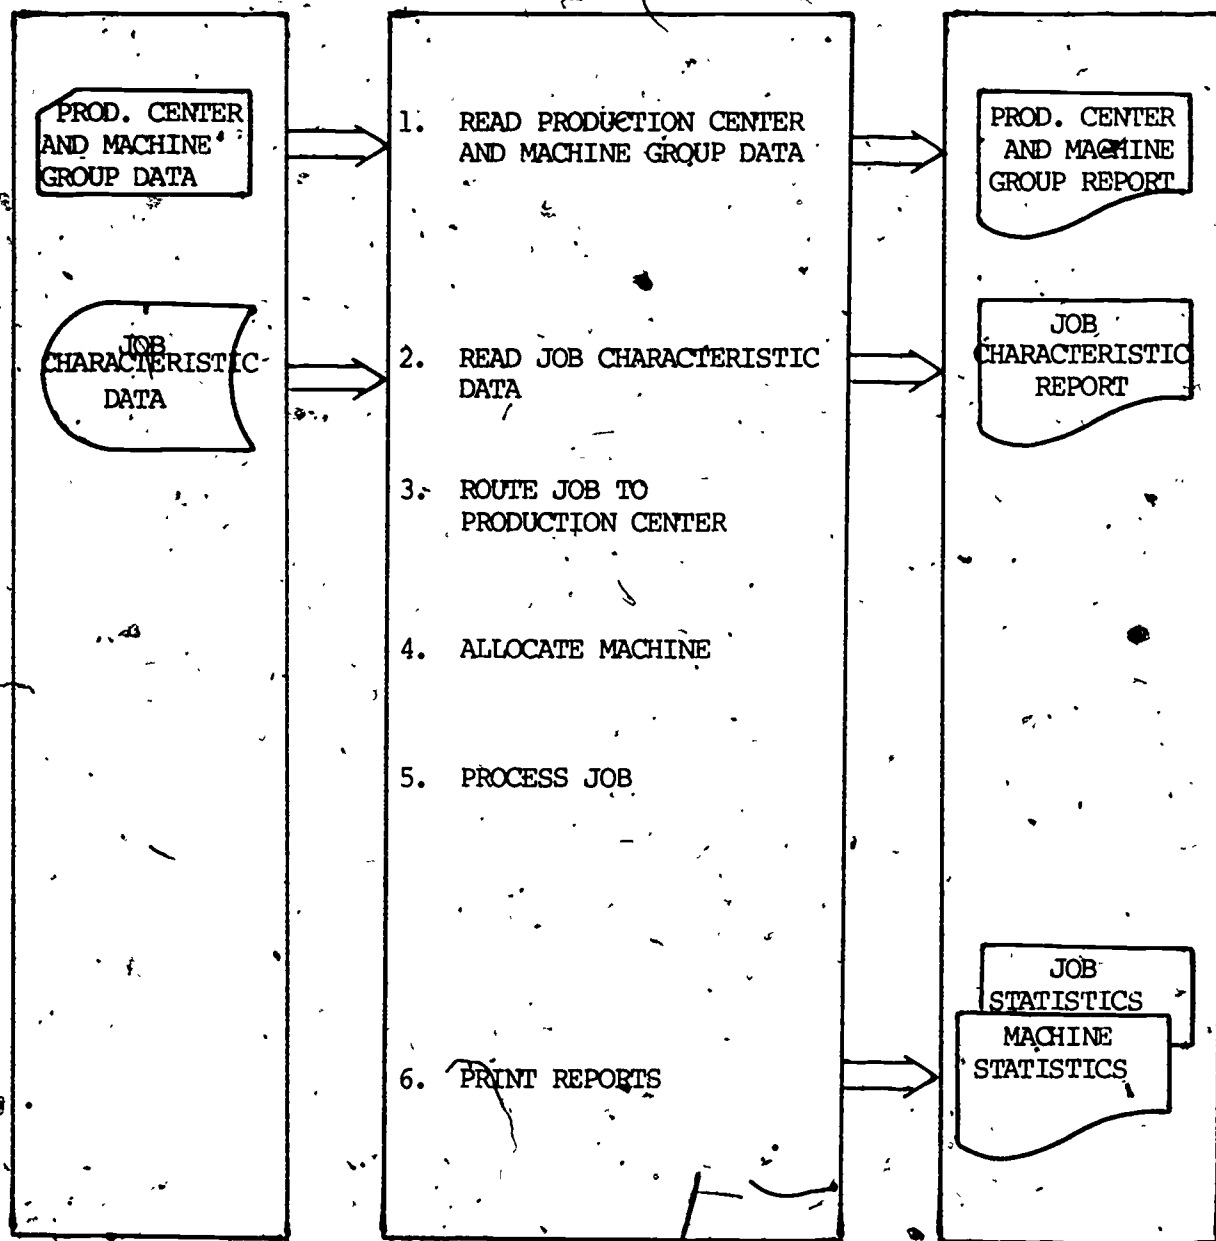 PROD. CENTER
AND MACHINE
GROUP DATA
JOB
CHARACTERISTIC
DATA
1. READ PRODUCTION CENTER
AND MACHINE GROUP DATA
2. READ JOB CHARACTERISTIC
DATA
3. ROUTE JOB TO
PRODUCTION CENTER
4. ALLOCATE MACHINE
5. PROCESS JOB
6. PRINT REPORTS
PROD. CENTER
AND MACHINE
GROUP REPORT
JOB
CHARACTERISTIC
REPORT
JOB
STATISTICS
MACHINE
STATISTICS